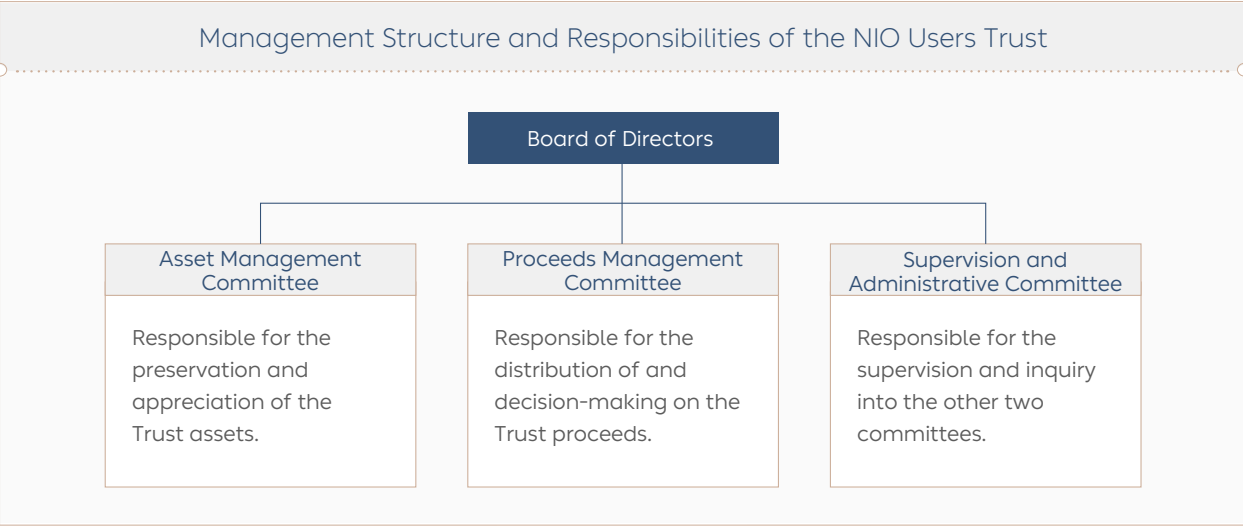 Management Structure and Responsibilities of the NIO Users Trust
Board of Directors
Asset Management
Committee
Responsible for the
preservation and
appreciation of the
Trust assets.
Proceeds Management
Committee
Responsible for the
distribution of and
decision-making on the
Trust proceeds.
Supervision and
Administrative Committee
Responsible for the
supervision and inquiry
into the other two
committees.